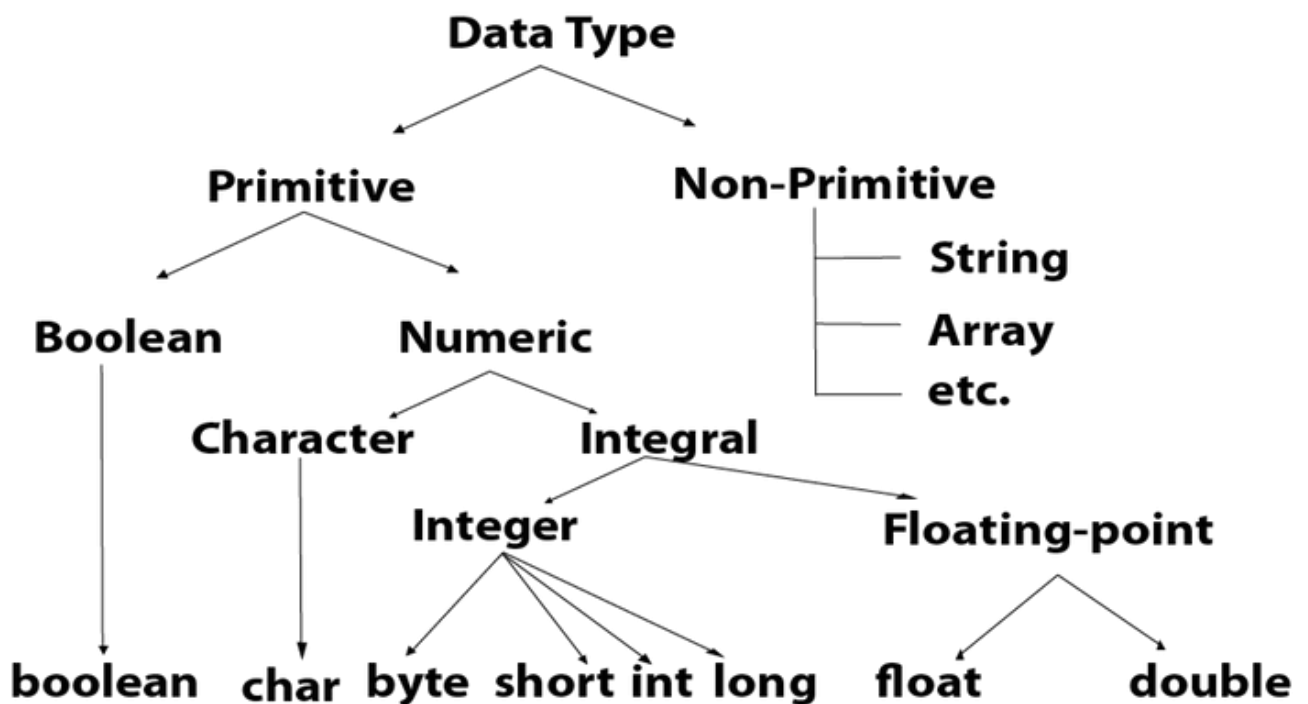 Data Type
Primitive
Non-Primitive
String
Boolean
Numeric
Array
etc.
Character
Integral
Integer
Floating-point
boolean
char
byte
short
int
long
float
double